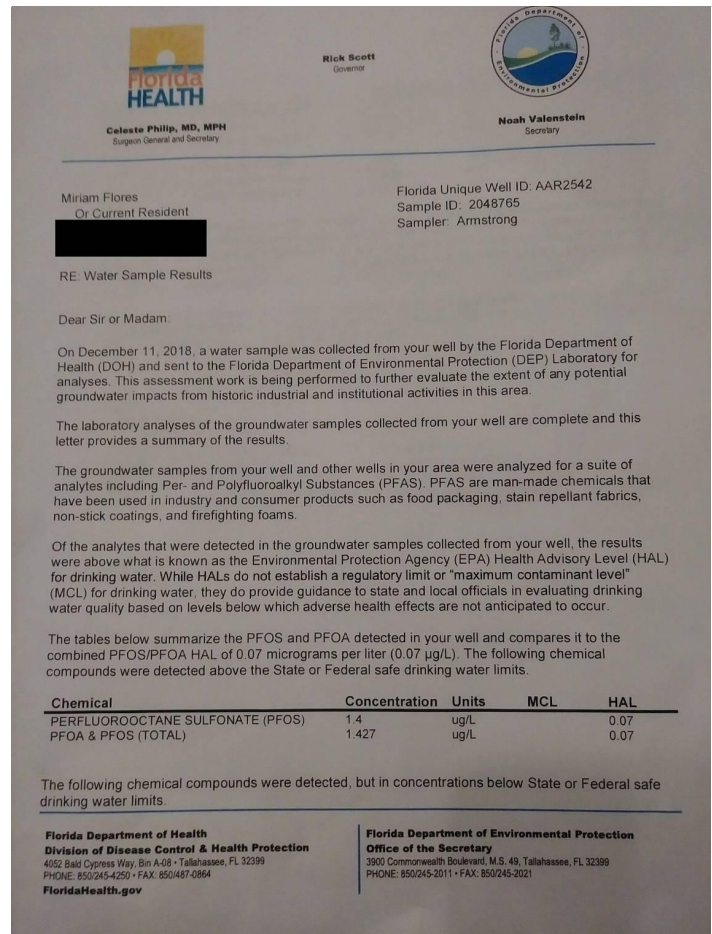 Florida
HEALTH
Celeste Philip, MD, MPH
Surgeon General and Secretary
Rick Scott
Governor
Florida Department of
Environmental Protection
Noah Valenstein
Secretary
Miriam Flores
Or Current Resident
Florida Unique Well ID: AAR2542
Sample ID: 2048765
Sampler: Armstrong
RE: Water Sample Results
Dear Sir or Madam:
On December 11, 2018, a water sample was collected from your well by the Florida Department of
Health (DOH) and sent to the Florida Department of Environmental Protection (DEP) Laboratory for
analyses. This assessment work is being performed to further evaluate the extent of any potential
groundwater impacts from historic industrial and institutional activities in this area.
The laboratory analyses of the groundwater samples collected from your well are complete and this
letter provides a summary of the results.
The groundwater samples from your well and other wells in your area were analyzed for a suite of
analytes including Per- and Polyfluoroalkyl Substances (PFAS). PFAS are man-made chemicals that
have been used in industry and consumer products such as food packaging, stain repellant fabrics,
non-stick coatings, and firefighting foams.
Of the analytes that were detected in the groundwater samples collected from your well, the results
were above what is known as the Environmental Protection Agency (EPA) Health Advisory Level (HAL)
for drinking water. While HALs do not establish a regulatory limit or “maximum contaminant level”
(MCL) for drinking water, they do provide guidance to state and local officials in evaluating drinking
water quality based on levels below which adverse health effects are not anticipated to occur.
The tables below summarize the PFOS and PFOA detected in your well and compares it to the
combined PFOS/PFOA HAL of 0.07 micrograms per liter (0.07 µg/L). The following chemical
compounds were detected above the State or Federal safe drinking water limits.
Chemical Concentration Units MCL HAL
PERFLUOROOCTANE SULFONATE (PFOS) 1.4 ug/L 0.07
PFOA & PFOS (TOTAL) 1.427 ug/L 0.07
The following chemical compounds were detected, but in concentrations below State or Federal safe
drinking water limits.
Florida Department of Health
Division of Disease Control & Health Protection
4052 Bald Cypress Way, Bin A-08 • Tallahassee, FL 32399
PHONE: 850/245-4250 • FAX: 850/487-0864
FloridaHealth.gov
Florida Department of Environmental Protection
Office of the Secretary
3900 Commonwealth Boulevard, M.S. 49, Tallahassee, FL 32399
PHONE: 850/245-2011 • FAX: 850/245-2021